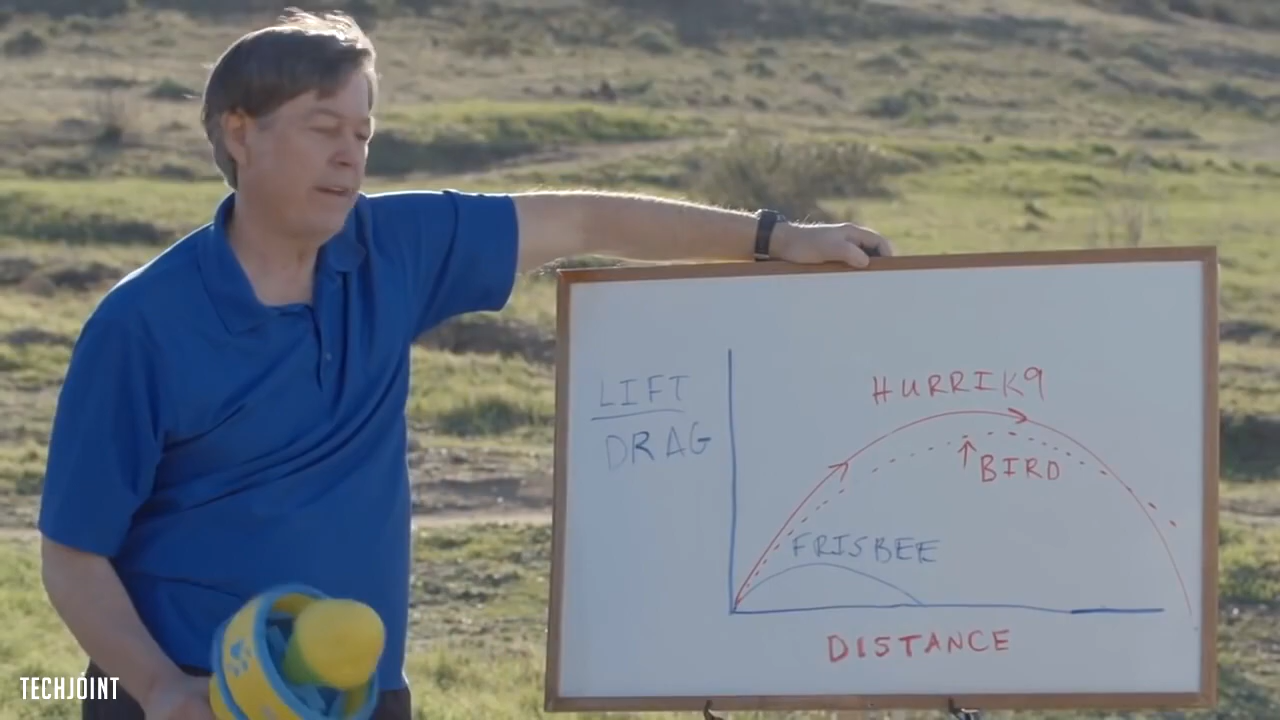 LIFT
DRAG
HURRIK9
BIRD
FRISBEE
DISTANCE
TECHJOINT